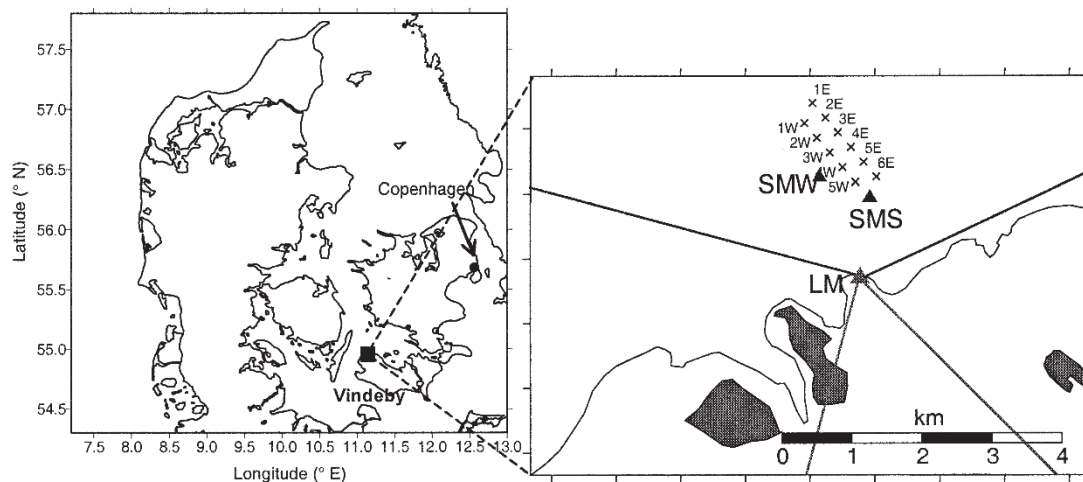 57.5
57.0
56.5
56.0
55.5
55.0
54.5
Latitude (° N)
7.5 8.0 8.5 9.0 9.5 10.0 10.5 11.0 11.5 12.0 12.5 13.0
Longitude (° E)
Copenhagen
Vindeby
1E
2E
3E
4E
5E
6E
1W
2W
3W
W
5W
SMW
SMS
LM
km
0 1 2 3 4